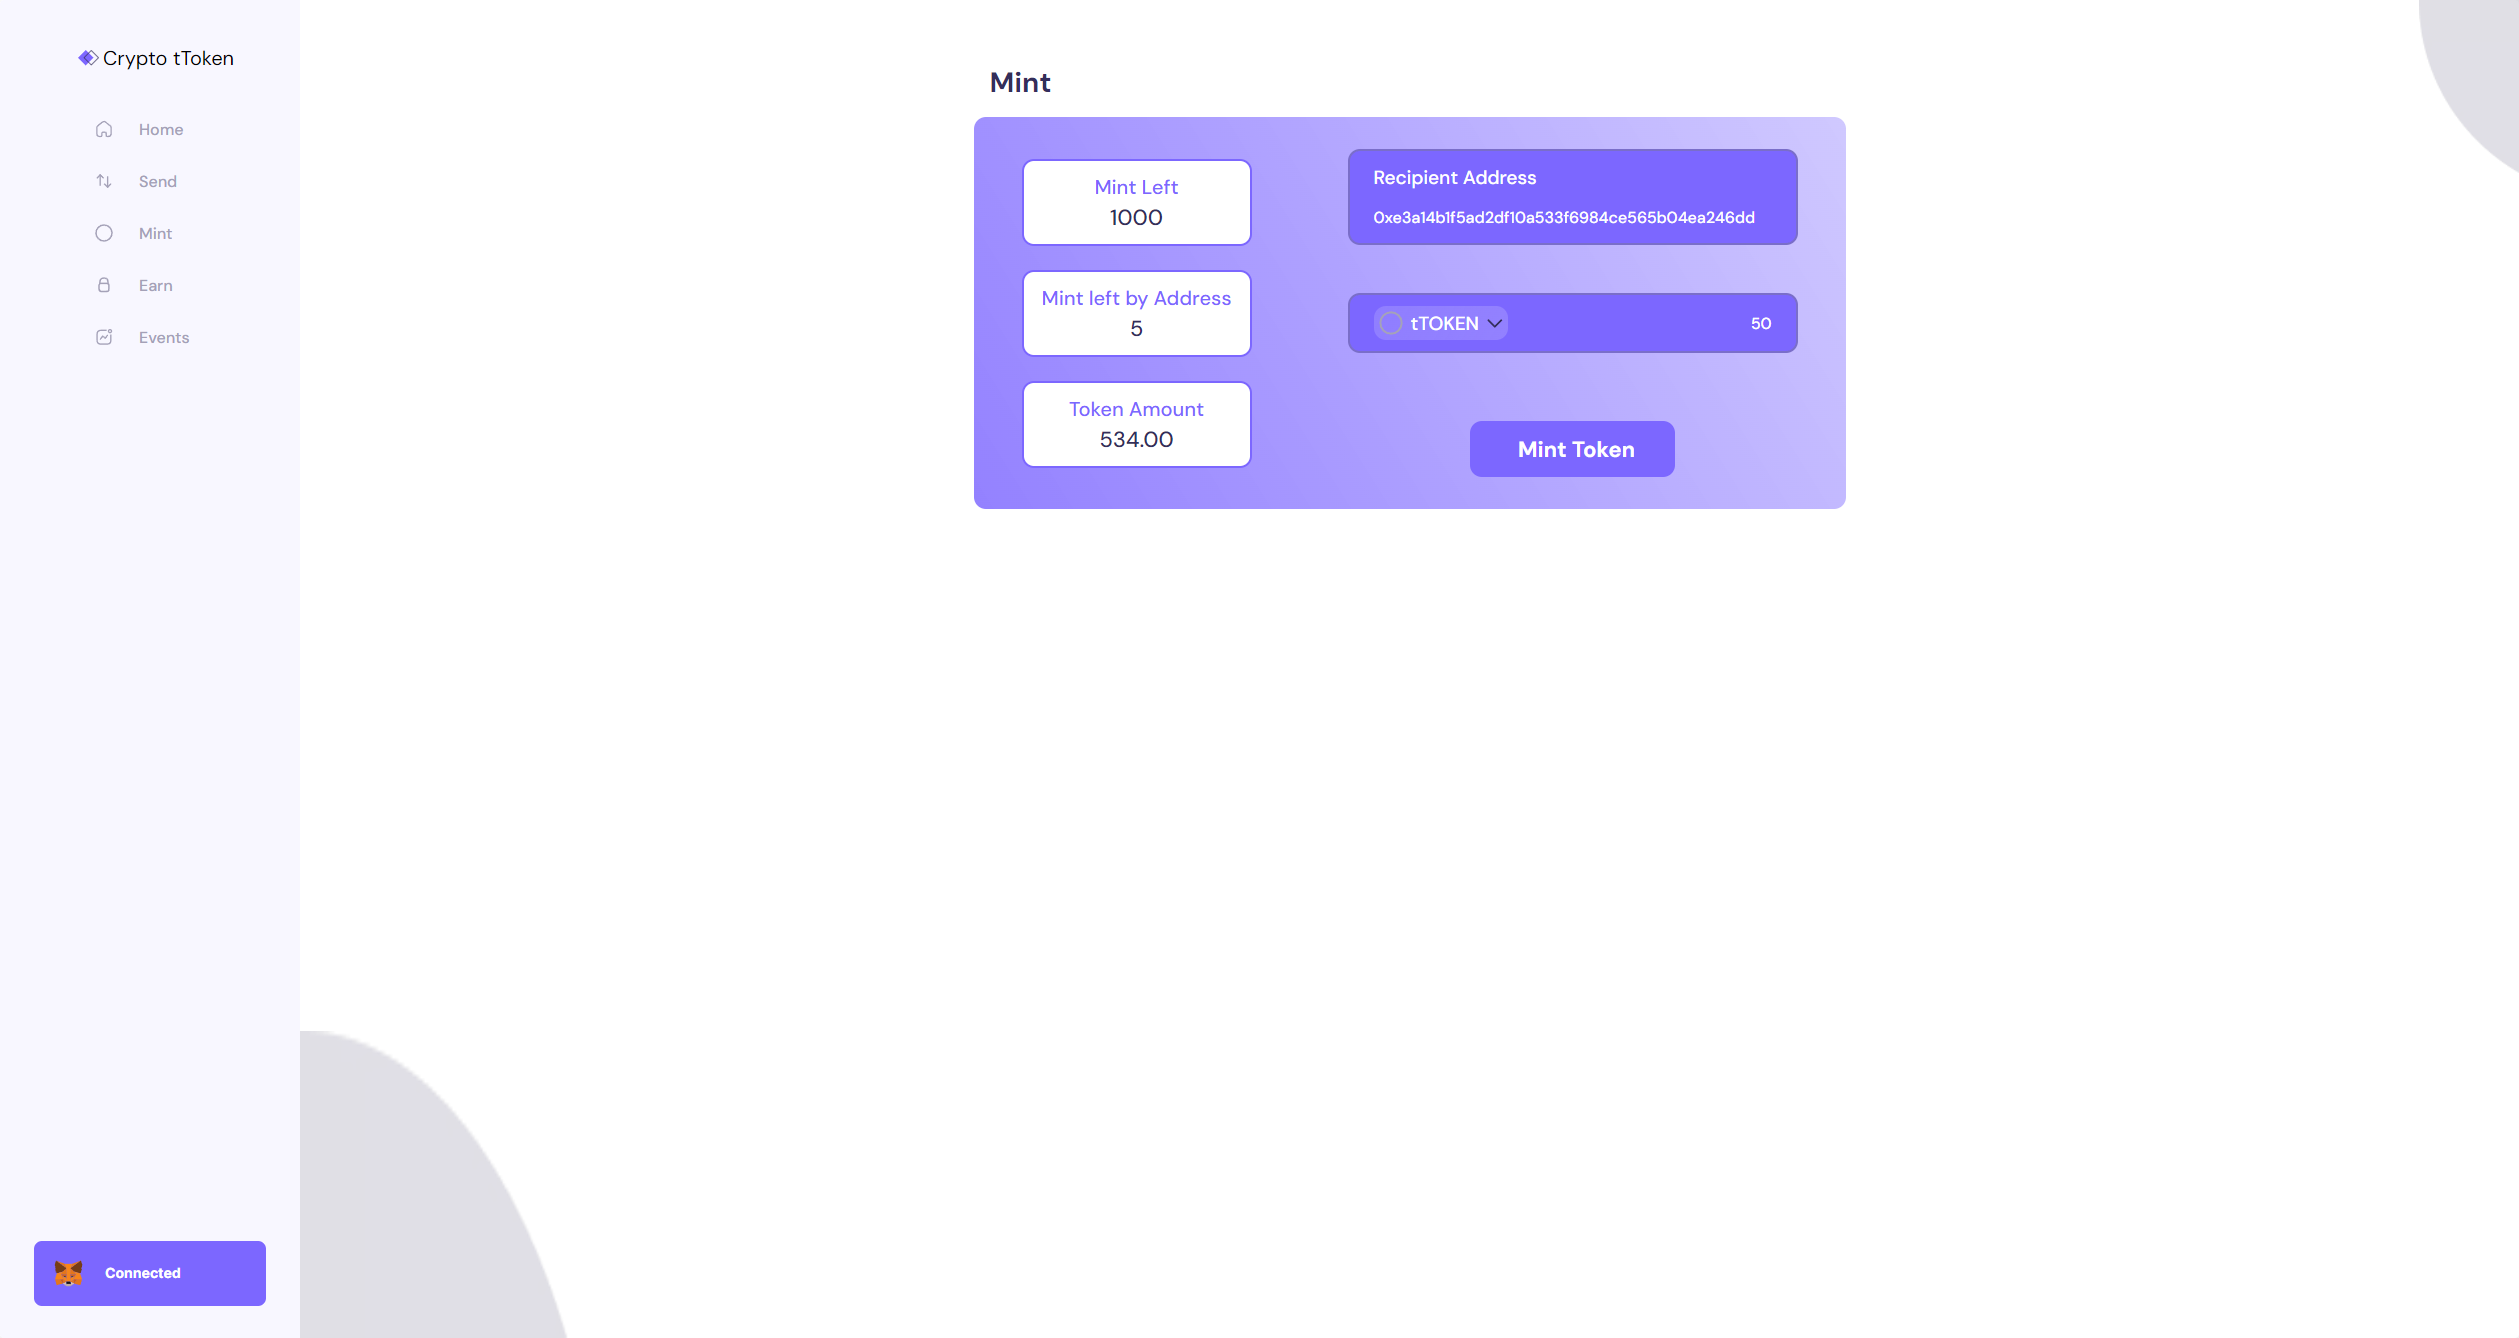 Crypto tToken
Home
Send
Mint
Earn
Events
Connected
Mint
Mint Left
1000
Mint left by Address
5
Token Amount
534.00
Recipient Address
0xe3a14b1f5ad2df10a533f6984ce565b04ea246dd
tTOKEN
50
Mint Token